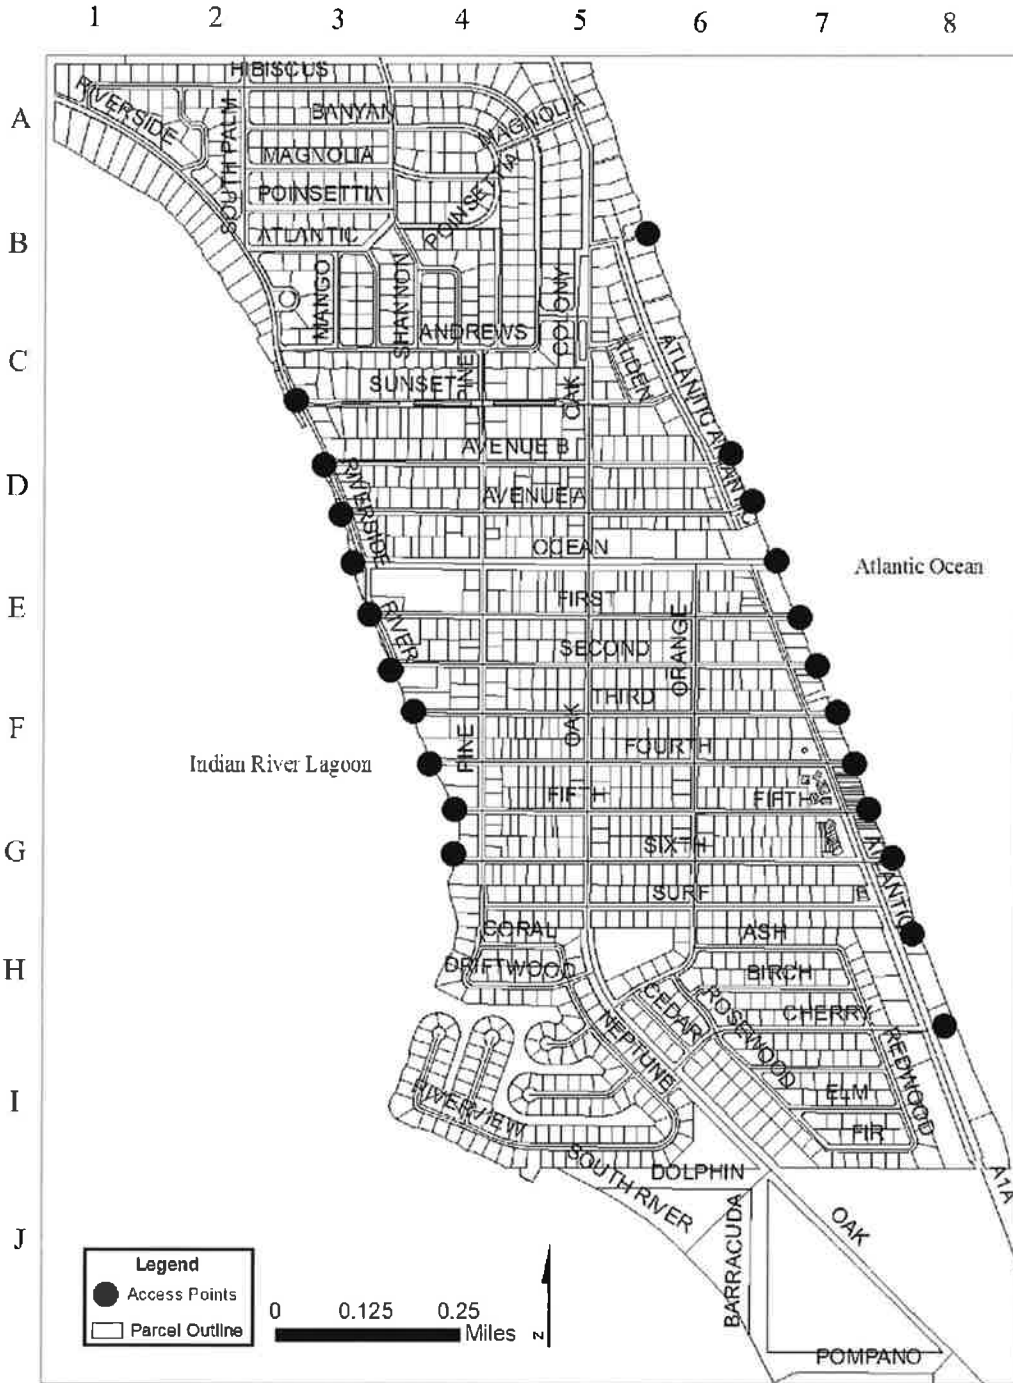 1 2 3 4 5 6 7 8
HIBISCUS
A
RIVERSIDE
SOUTH PALM
BANYAN
MAGNOLIA
MAGNOLIA
POINSETTIA
POINSETTIA
B
ATLANTIC
MANGO
SHANNON
COLONY
ANDREWS
C
ALDEN
ATLANTIC
SUNSET
PINE
OAK
AVENUE B
D
RIVERSIDE
AVENUE A
OCEAN
Atlantic Ocean
E
FIRST
RIVER
SECOND
ORANGE
THIRD
F
OAK
PINE
FOURTH
Indian River Lagoon
FIFTH
FIFTH
G
SIXTH
ATLANTIC
SURF
CORAL
ASH
H
DRIFTWOOD
BIRCH
CEDAR
ROSEWOOD
CHERRY
NEPTUNE
REDWOOD
I
RIVERVIEW
ELM
FIR
SOUTH RIVER
DOLPHIN
A1A
J
BARRACUDA
OAK
Legend
Access Points
Parcel Outline
0 0.125 0.25
Miles
z
POMPANO